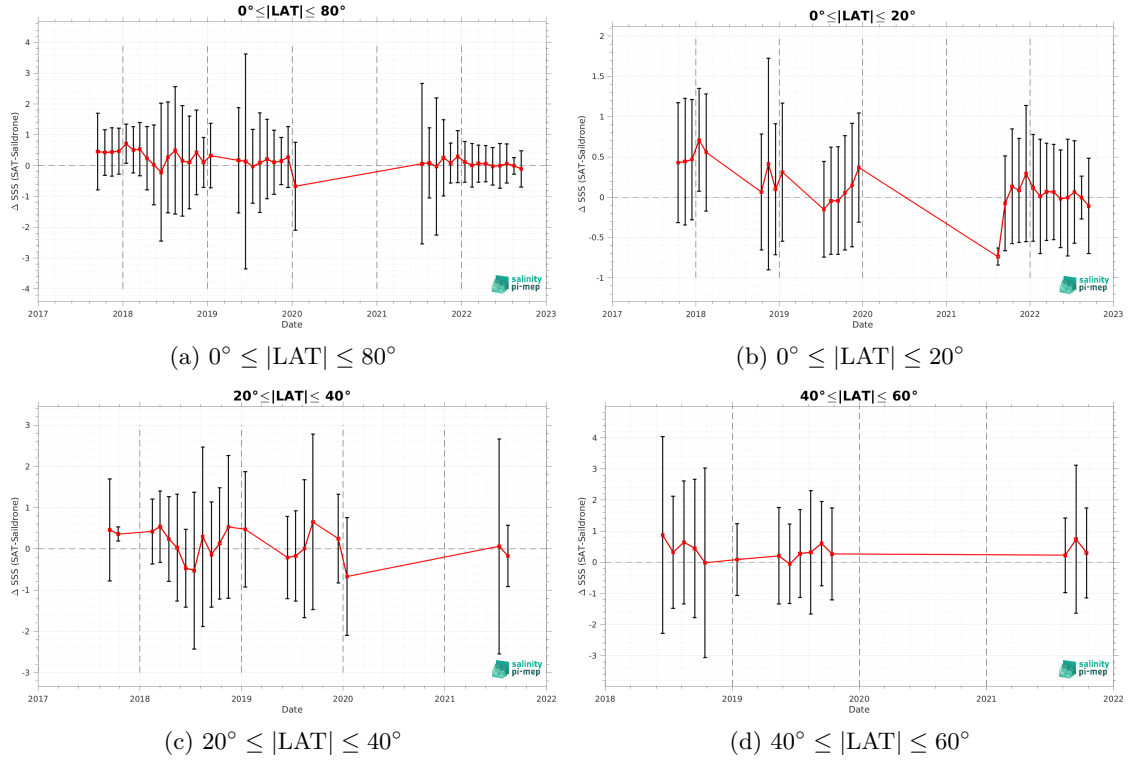 0°≤|LAT|≤ 80°
Δ SSS (SAT-Saildrone)
4
3
2
1
0
-1
-2
-3
-4
2017
2018
2019
2020
2021
2022
2023
Date
salinity
pi-mep
(a) 0° ≤ |LAT| ≤ 80°
0°≤|LAT|≤ 20°
Δ SSS (SAT-Saildrone)
2
1.5
1
0.5
0
-0.5
-1
2017
2018
2019
2020
2021
2022
2023
Date
salinity
pi-mep
(b) 0° ≤ |LAT| ≤ 20°
20°≤|LAT|≤ 40°
Δ SSS (SAT-Saildrone)
3
2
1
0
-1
-2
-3
2017
2018
2019
2020
2021
2022
Date
salinity
pi-mep
(c) 20° ≤ |LAT| ≤ 40°
40°≤|LAT|≤ 60°
Δ SSS (SAT-Saildrone)
4
3
2
1
0
-1
-2
-3
2018
2019
2020
2021
2022
Date
salinity
pi-mep
(d) 40° ≤ |LAT| ≤ 60°